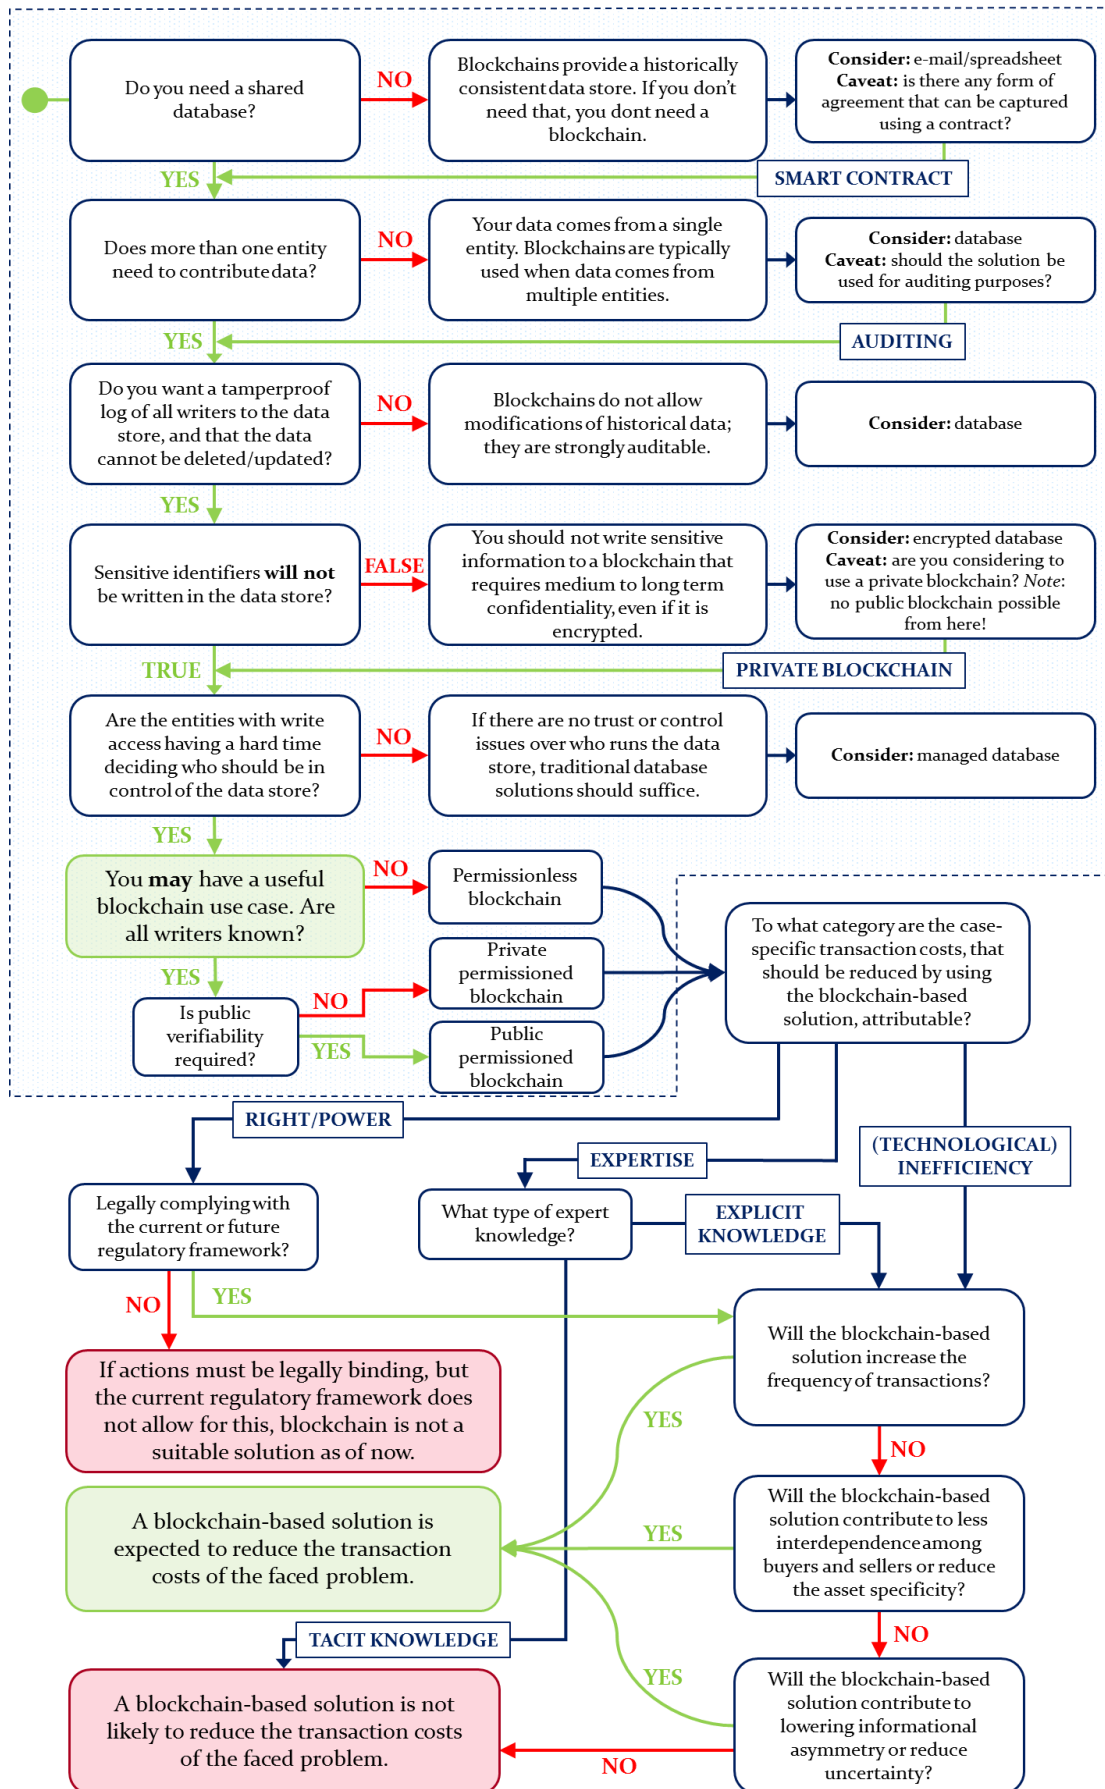 Do you need a shared
database?
NO
Blockchains provide a historically
consistent data store. If you don't
need that, you dont need a
blockchain.
Consider: e-mail/spreadsheet
Caveat: is there any form of
agreement that can be captured
using a contract?
YES
SMART CONTRACT
Does more than one entity
need to contribute data?
NO
Your data comes from a single
entity. Blockchains are typically
used when data comes from
multiple entities.
Consider: database
Caveat: should the solution be
used for auditing purposes?
YES
AUDITING
Do you want a tamperproof
log of all writers to the data
store, and that the data
cannot be deleted/updated?
NO
Blockchains do not allow
modifications of historical data;
they are strongly auditable.
Consider: database
YES
Sensitive identifiers will not
be written in the data store?
FALSE
You should not write sensitive
information to a blockchain that
requires medium to long term
confidentiality, even if it is
encrypted.
Consider: encrypted database
Caveat: are you considering to
use a private blockchain? Note:
no public blockchain possible
from here!
TRUE
PRIVATE BLOCKCHAIN
Are the entities with write
access having a hard time
deciding who should be in
control of the data store?
NO
If there are no trust or control
issues over who runs the data
store, traditional database
solutions should suffice.
Consider: managed database
YES
You may have a useful
blockchain use case. Are
all writers known?
NO
Permissionless
blockchain
YES
Is public
verifiability
required?
NO
Private
permissioned
blockchain
YES
Public
permissioned
blockchain
To what category are the case-
specific transaction costs, that
should be reduced by using
the blockchain-based
solution, attributable?
RIGHT/POWER
EXPERTISE
(TECHNOLOGICAL)
INEFFICIENCY
Legally complying with
the current or future
regulatory framework?
What type of expert
knowledge?
EXPLICIT
KNOWLEDGE
NO
YES
Will the blockchain-based
solution increase the
frequency of transactions?
If actions must be legally binding, but
the current regulatory framework does
not allow for this, blockchain is not a
suitable solution as of now.
YES
NO
A blockchain-based solution is
expected to reduce the transaction
costs of the faced problem.
YES
Will the blockchain-based
solution contribute to less
interdependence among
buyers and sellers or reduce
the asset specificity?
NO
TACIT KNOWLEDGE
YES
A blockchain-based solution is not
likely to reduce the transaction costs
of the faced problem.
NO
Will the blockchain-based
solution contribute to
lowering informational
asymmetry or reduce
uncertainty?